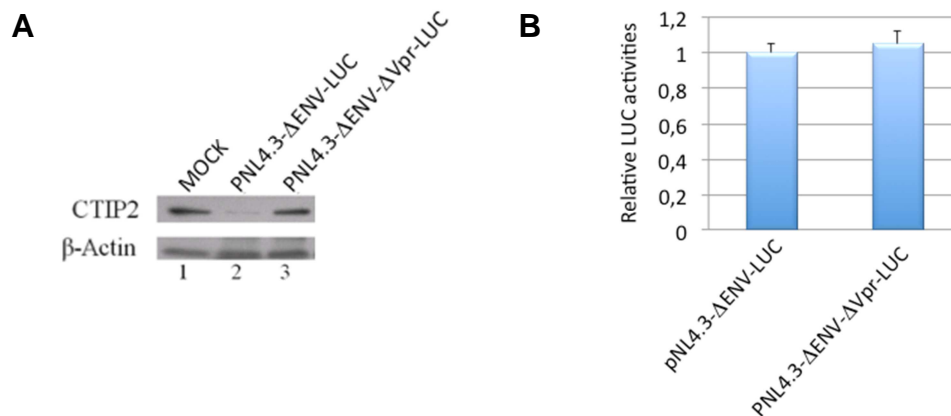 A
MOCK
PNL4.3-ΔENV-LUC
PNL4.3-ΔENV-ΔVpr-LUC
CTIP2
β-Actin
1 2 3
B
Relative LUC activities
1,2
1
0,8
0,6
0,4
0,2
0
pNL4.3-ΔENV-LUC
PNL4.3-ΔENV-ΔVpr-LUC